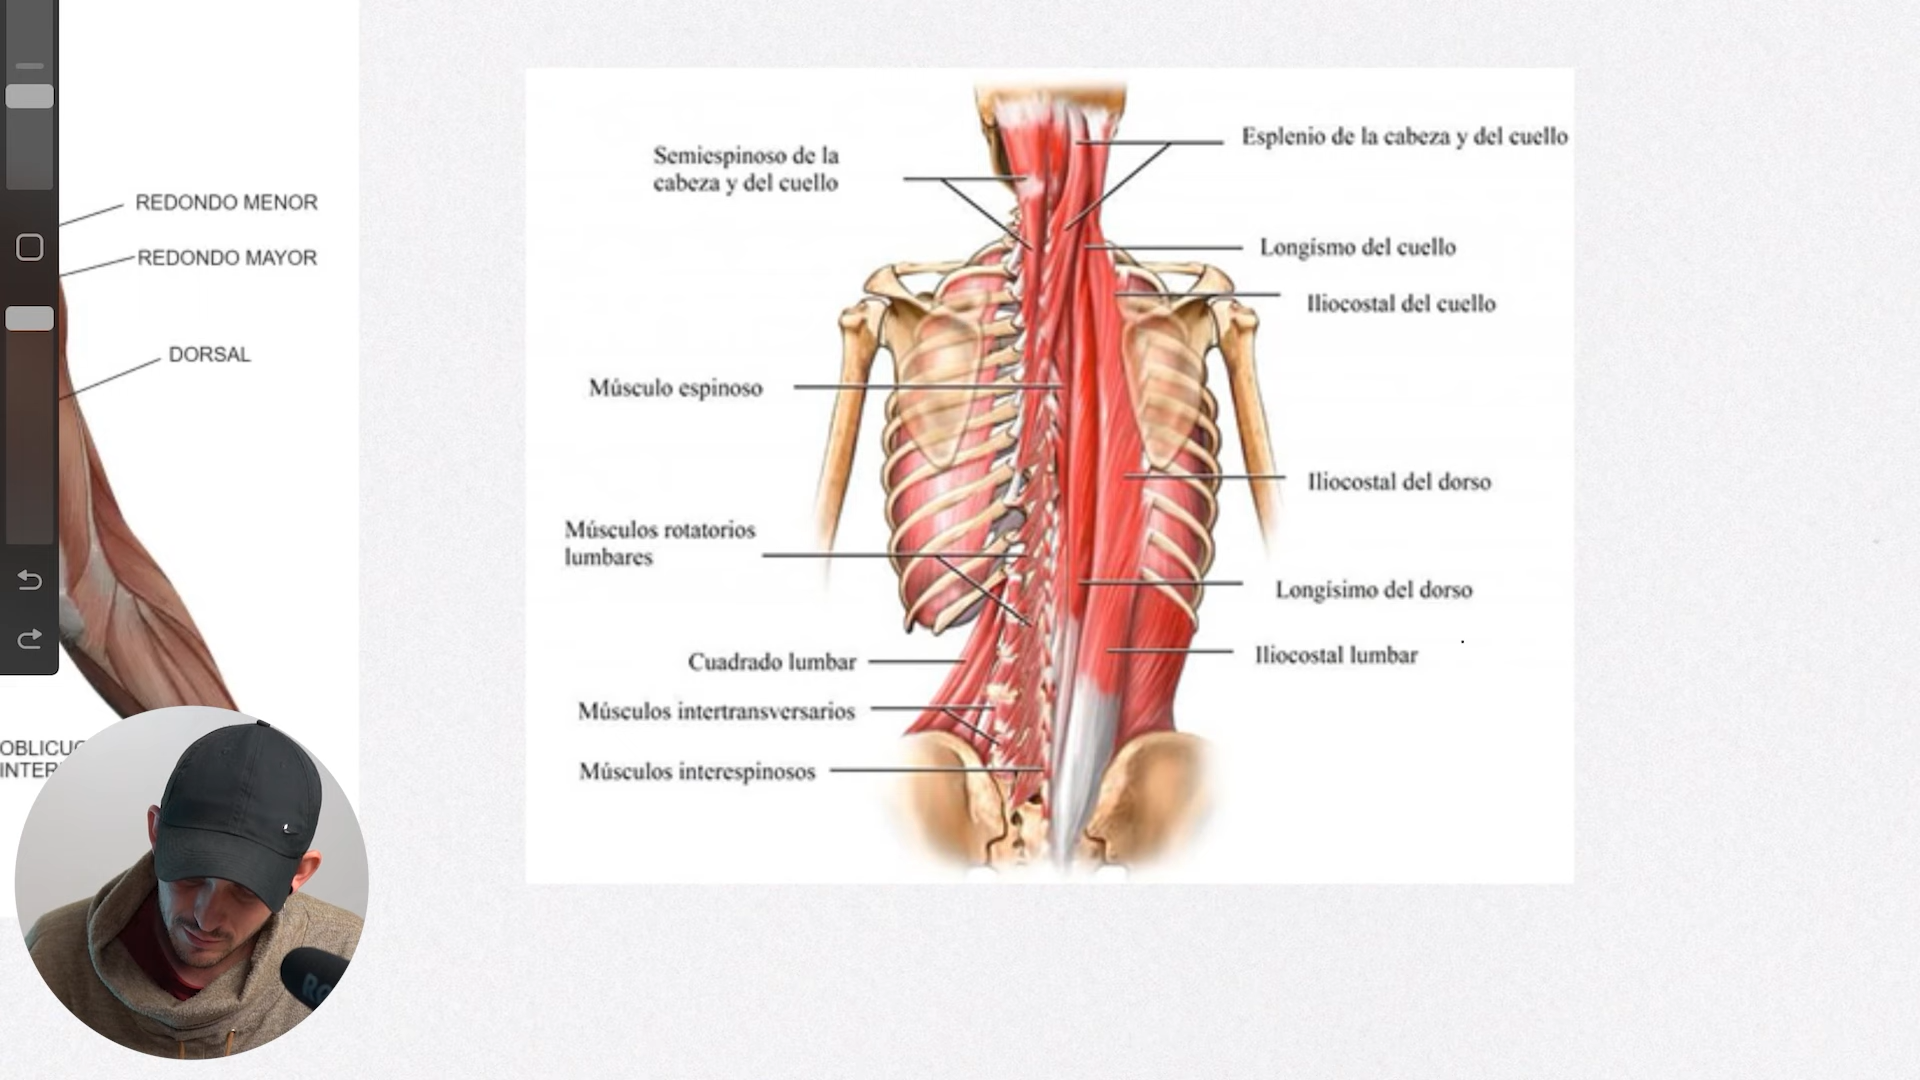 REDONDO MENOR
REDONDO MAYOR
DORSAL
Semiespinoso de la
cabeza y del cuello
Esplenio de la cabeza y del cuello
Longísmo del cuello
Iliocostal del cuello
Músculo espinoso
Iliocostal del dorso
Músculos rotatorios
lumbares
Longísimo del dorso
Iliocostal lumbar
Cuadrado lumbar
Músculos intertransversarios
Músculos interespinosos